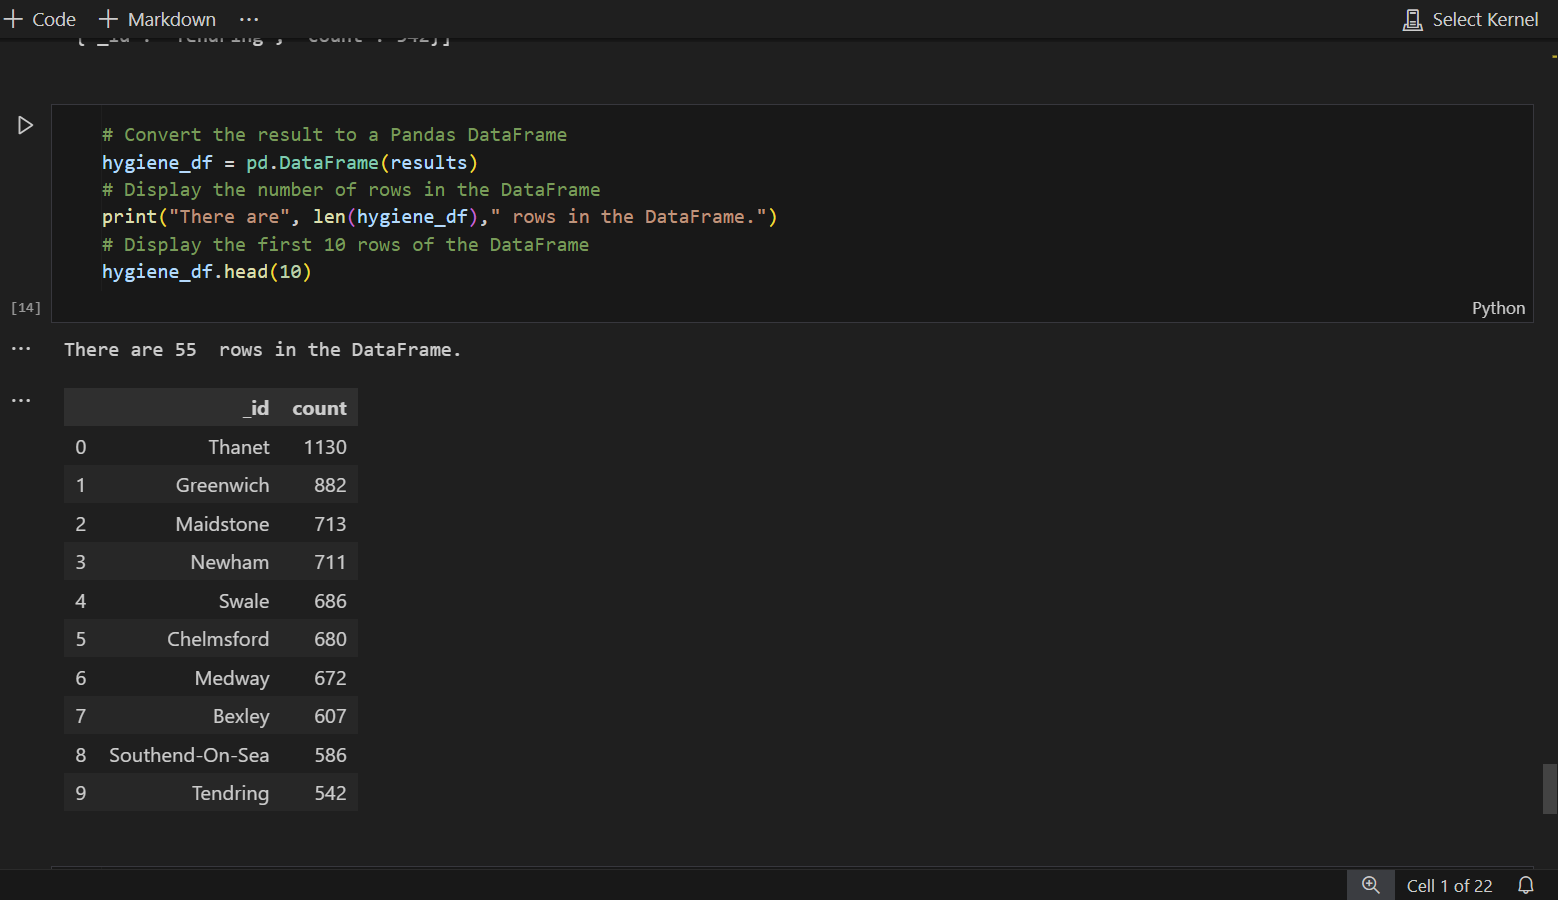 Code Markdown ... Select Kernel
# Convert the result to a Pandas DataFrame
hygiene_df = pd.DataFrame(results)
# Display the number of rows in the DataFrame
print("There are", len(hygiene_df)," rows in the DataFrame.")
# Display the first 10 rows of the DataFrame
hygiene_df.head(10)
[14] Python
There are 55  rows in the DataFrame.
_id count
0 Thanet 1130
1 Greenwich 882
2 Maidstone 713
3 Newham 711
4 Swale 686
5 Chelmsford 680
6 Medway 672
7 Bexley 607
8 Southend-On-Sea 586
9 Tendring 542
Cell 1 of 22